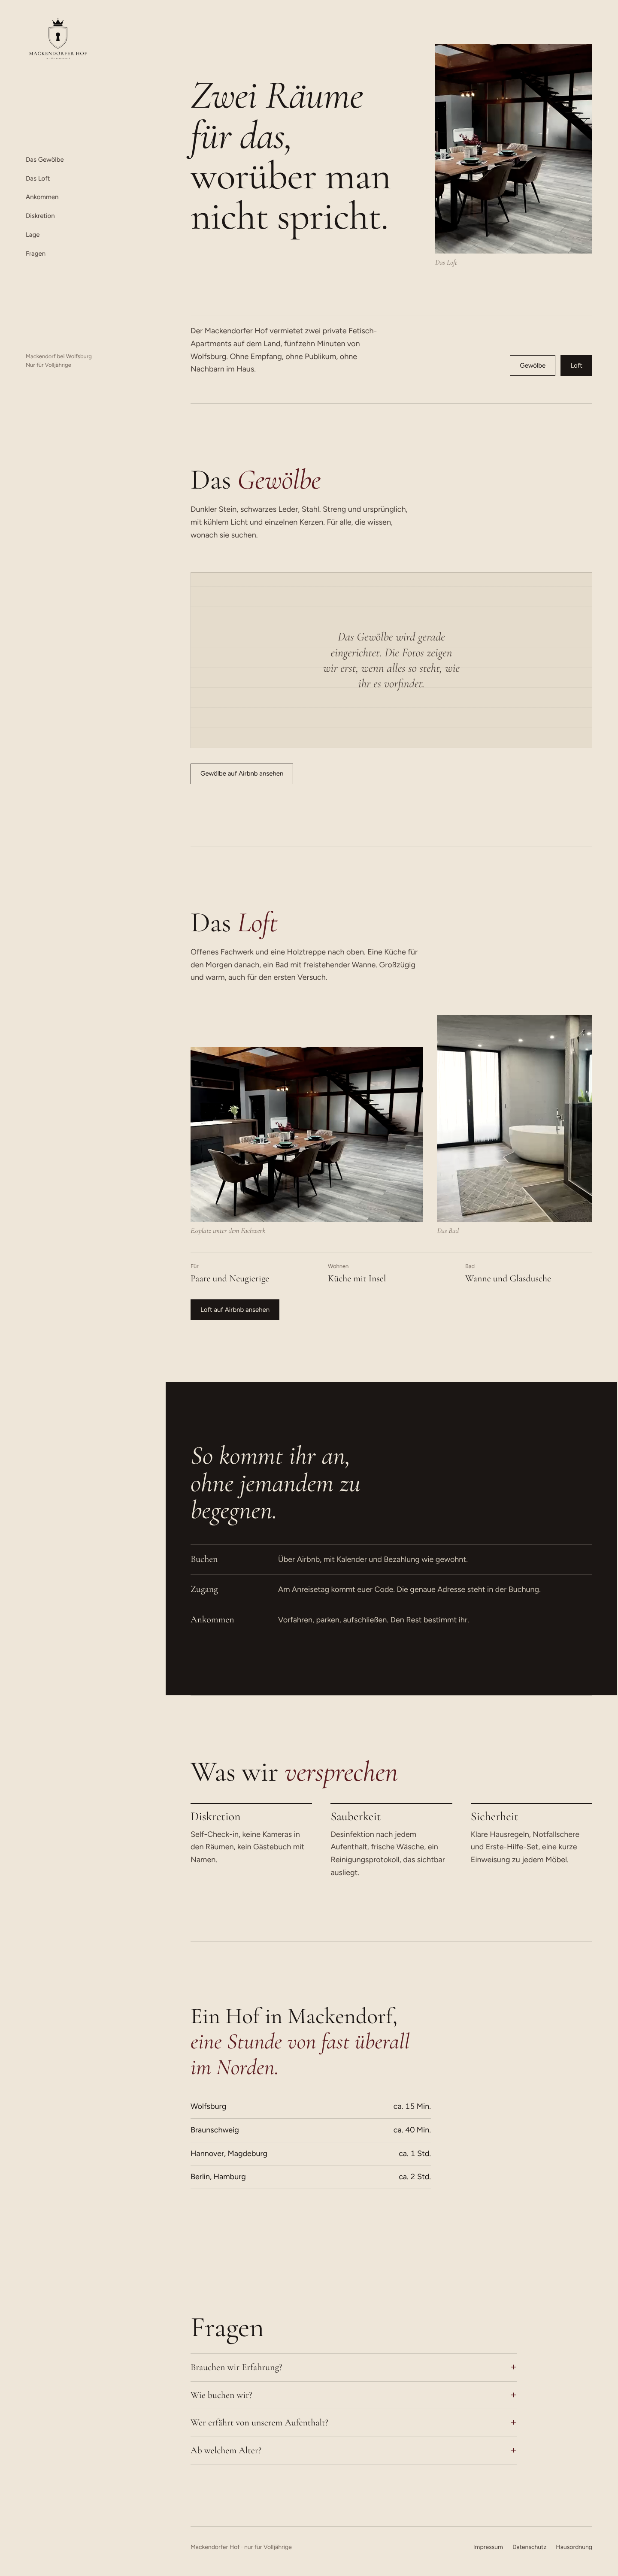 MACKENDORFER HOF
Das Gewölbe
Das Loft
Ankommen
Diskretion
Lage
Fragen
Mackendorf bei Wolfsburg
Nur für Volljährige
Zwei Räume
für das,
worüber man
nicht spricht.
Das Loft
Der Mackendorfer Hof vermietet zwei private Fetisch-
Apartments auf dem Land, fünfzehn Minuten von
Wolfsburg. Ohne Empfang, ohne Publikum, ohne
Nachbarn im Haus.
Gewölbe
Loft
Das Gewölbe
Dunkler Stein, schwarzes Leder, Stahl. Streng und ursprünglich,
mit kühlem Licht und einzelnen Kerzen. Für alle, die wissen,
wonach sie suchen.
Das Gewölbe wird gerade
eingerichtet. Die Fotos zeigen
wir erst, wenn alles so steht, wie
ihr es vorfindet.
Gewölbe auf Airbnb ansehen
Das Loft
Offenes Fachwerk und eine Holztreppe nach oben. Eine Küche für
den Morgen danach, ein Bad mit freistehender Wanne. Großzügig
und warm, auch für den ersten Versuch.
Essplatz unter dem Fachwerk
Das Bad
Für
Paare und Neugierige
Wohnen
Küche mit Insel
Bad
Wanne und Glasdusche
Loft auf Airbnb ansehen
So kommt ihr an,
ohne jemandem zu
begegnen.
Buchen
Über Airbnb, mit Kalender und Bezahlung wie gewohnt.
Zugang
Am Anreisetag kommt euer Code. Die genaue Adresse steht in der Buchung.
Ankommen
Vorfahren, parken, aufschließen. Den Rest bestimmt ihr.
Was wir versprechen
Diskretion
Self-Check-in, keine Kameras in
den Räumen, kein Gästebuch mit
Namen.
Sauberkeit
Desinfektion nach jedem
Aufenthalt, frische Wäsche, ein
Reinigungsprotokoll, das sichtbar
ausliegt.
Sicherheit
Klare Hausregeln, Notfallschere
und Erste-Hilfe-Set, eine kurze
Einweisung zu jedem Möbel.
Ein Hof in Mackendorf,
eine Stunde von fast überall
im Norden.
Wolfsburg ca. 15 Min.
Braunschweig ca. 40 Min.
Hannover, Magdeburg ca. 1 Std.
Berlin, Hamburg ca. 2 Std.
Fragen
Brauchen wir Erfahrung? +
Wie buchen wir? +
Wer erfährt von unserem Aufenthalt? +
Ab welchem Alter? +
Mackendorfer Hof · nur für Volljährige
Impressum Datenschutz Hausordnung